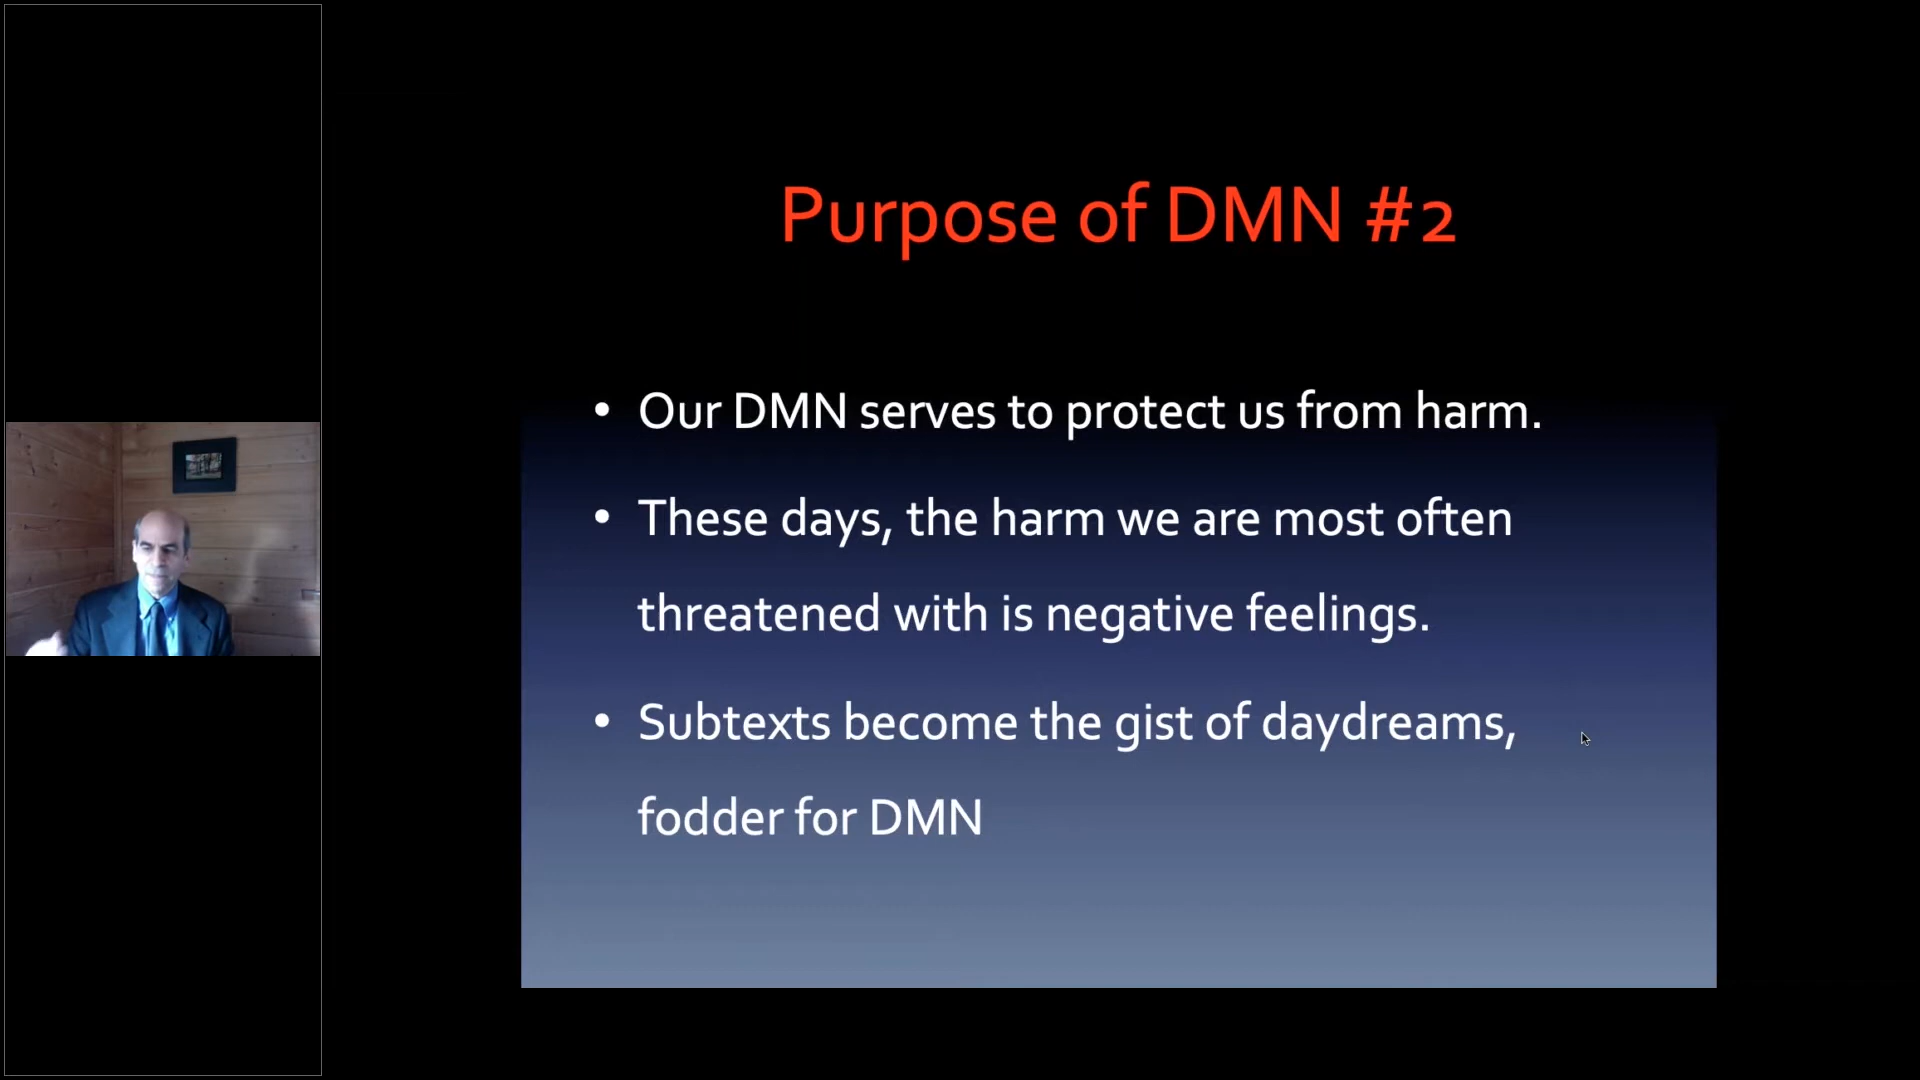 Purpose of DMN #2
• Our DMN serves to protect us from harm.
• These days, the harm we are most often
threatened with is negative feelings.
• Subtexts become the gist of daydreams,
fodder for DMN